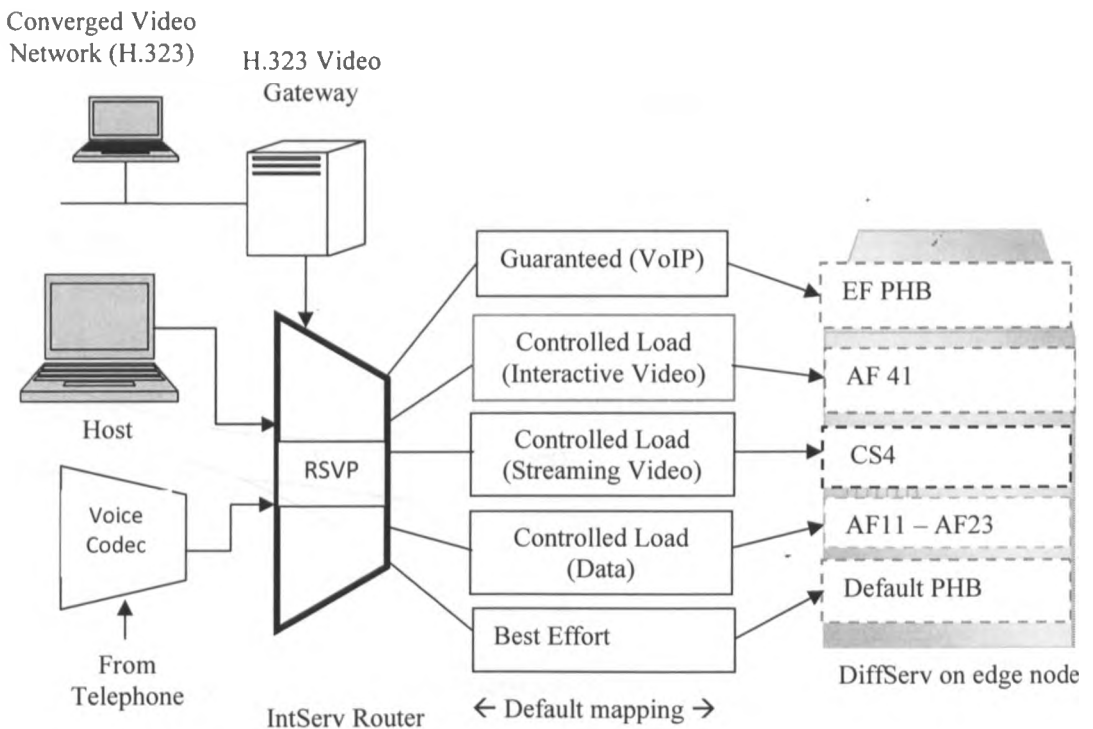 Converged Video
Network (H.323)
H.323 Video
Gateway
Host
Voice
Codec
From
Telephone
RSVP
IntServ Router
Guaranteed (VoIP)
Controlled Load
(Interactive Video)
Controlled Load
(Streaming Video)
Controlled Load
(Data)
Best Effort
← Default mapping →
EF PHB
AF 41
CS4
AF11 – AF23
Default PHB
DiffServ on edge node